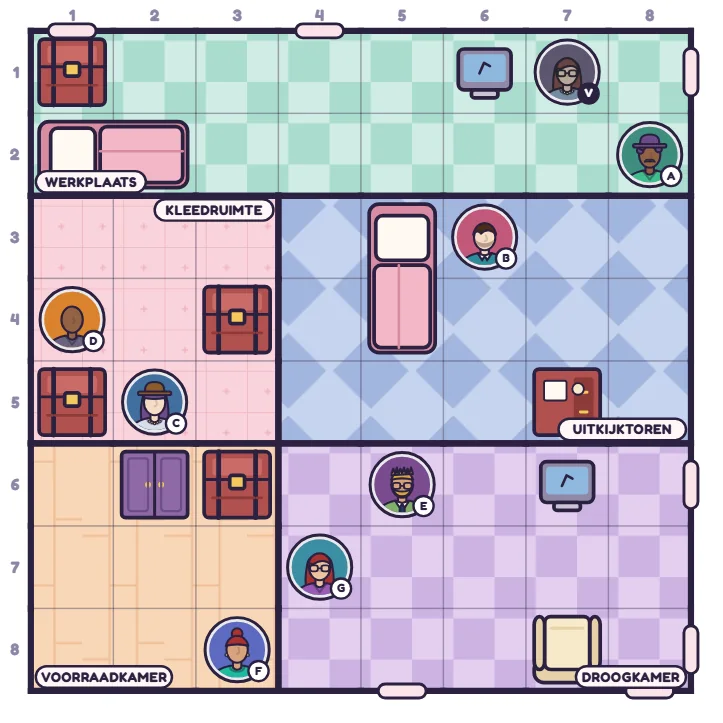 1 2 3 4 5 6 7 8
1
V
2
A
WERKPLAATS
KLEEDRUIMTE
3
B
4
D
5
C
UITKIJKTOREN
6
E
7
G
8
F
VOORRAADKAMER
DROOGKAMER